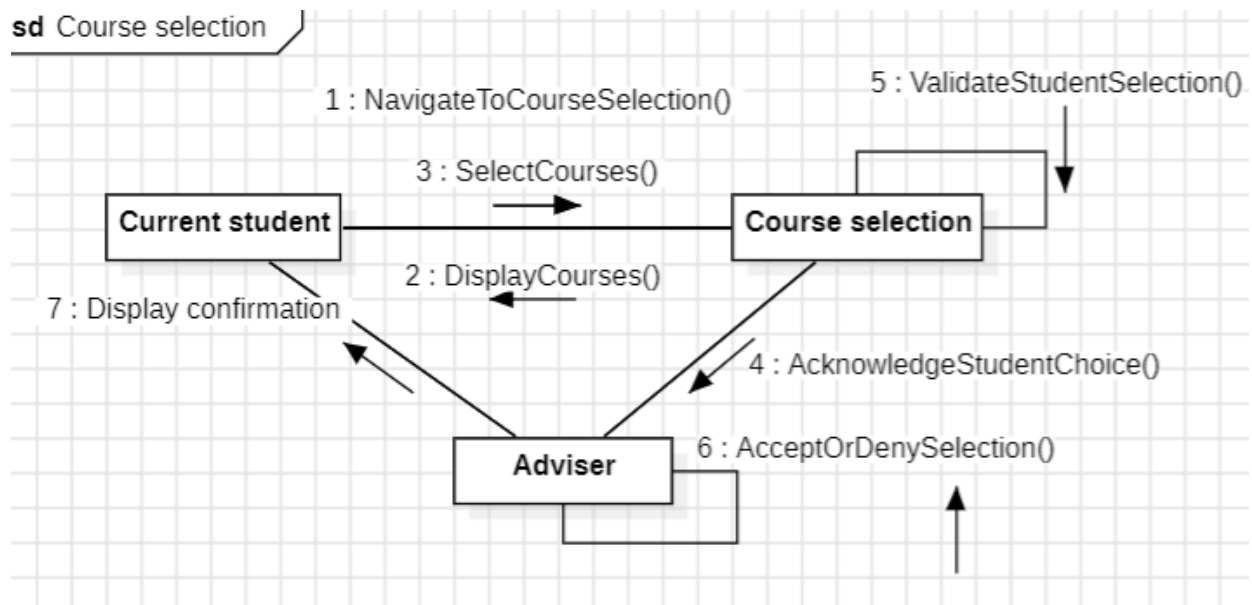 sd Course selection
5 : ValidateStudentSelection()
1 : NavigateToCourseSelection()
3 : SelectCourses()
Current student
Course selection
2 : DisplayCourses()
7 : Display confirmation
4 : AcknowledgeStudentChoice()
6 : AcceptOrDenySelection()
Adviser